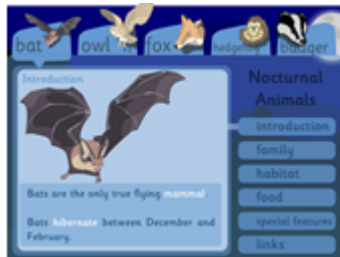 bat owl fox hedgehog badger
Introduction
Nocturnal
Animals
introduction
family
habitat
food
special features
links
Bats are the only true flying mammal.
Bats hibernate between December and
February.